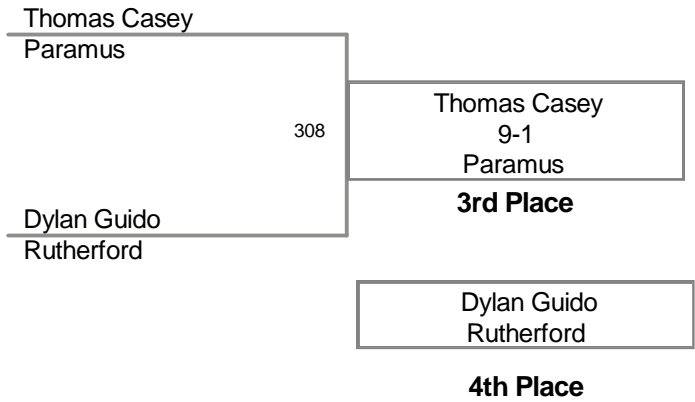 Thomas Casey
Paramus
308
Thomas Casey
9-1
Paramus
3rd Place
Dylan Guido
Rutherford
Dylan Guido
Rutherford
4th Place